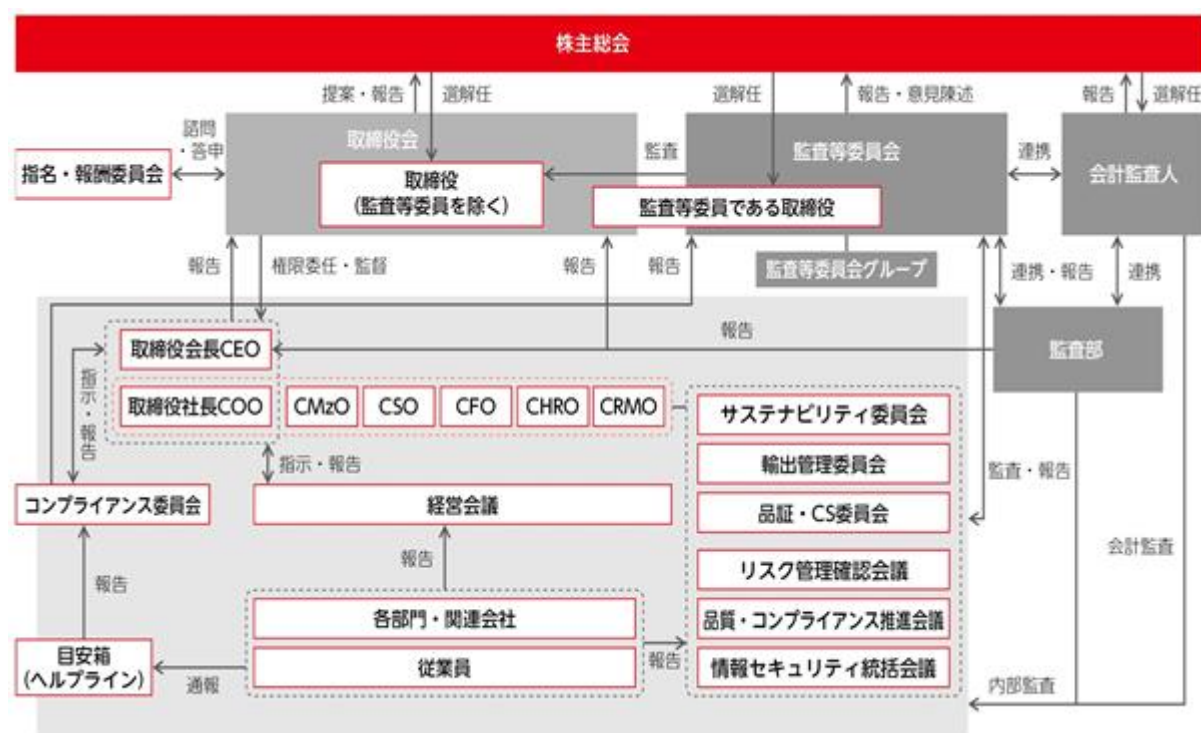 株主総会
提案・報告
選解任
選解任
報告・意見陳述
報告
選解任
諮問
・答申
取締役会
監査
監査等委員会
連携
会計監査人
指名・報酬委員会
取締役
(監査等委員を除く)
監査等委員である取締役
報告
権限委任・監督
報告
報告
監査等委員会グループ
連携・報告
連携
報告
監査部
取締役会長CEO
指示・報告
取締役社長COO
CMzO
CSO
CFO
CHRO
CRMO
サステナビリティ委員会
指示・報告
輸出管理委員会
監査・報告
コンプライアンス委員会
経営会議
品証・CS委員会
会計監査
報告
報告
リスク管理確認会議
各部門・関連会社
品質・コンプライアンス推進会議
目安箱
(ヘルプライン)
通報
従業員
報告
情報セキュリティ統括会議
内部監査